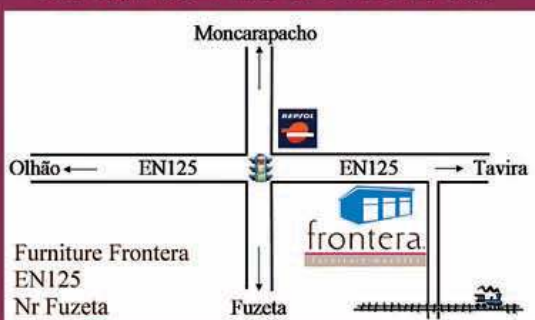 Moncarapacho
REPSOL
Olhão
EN125
EN125
Tavira
frontera.
Furniture Frontera
EN125
Nr Fuzeta
Fuzeta